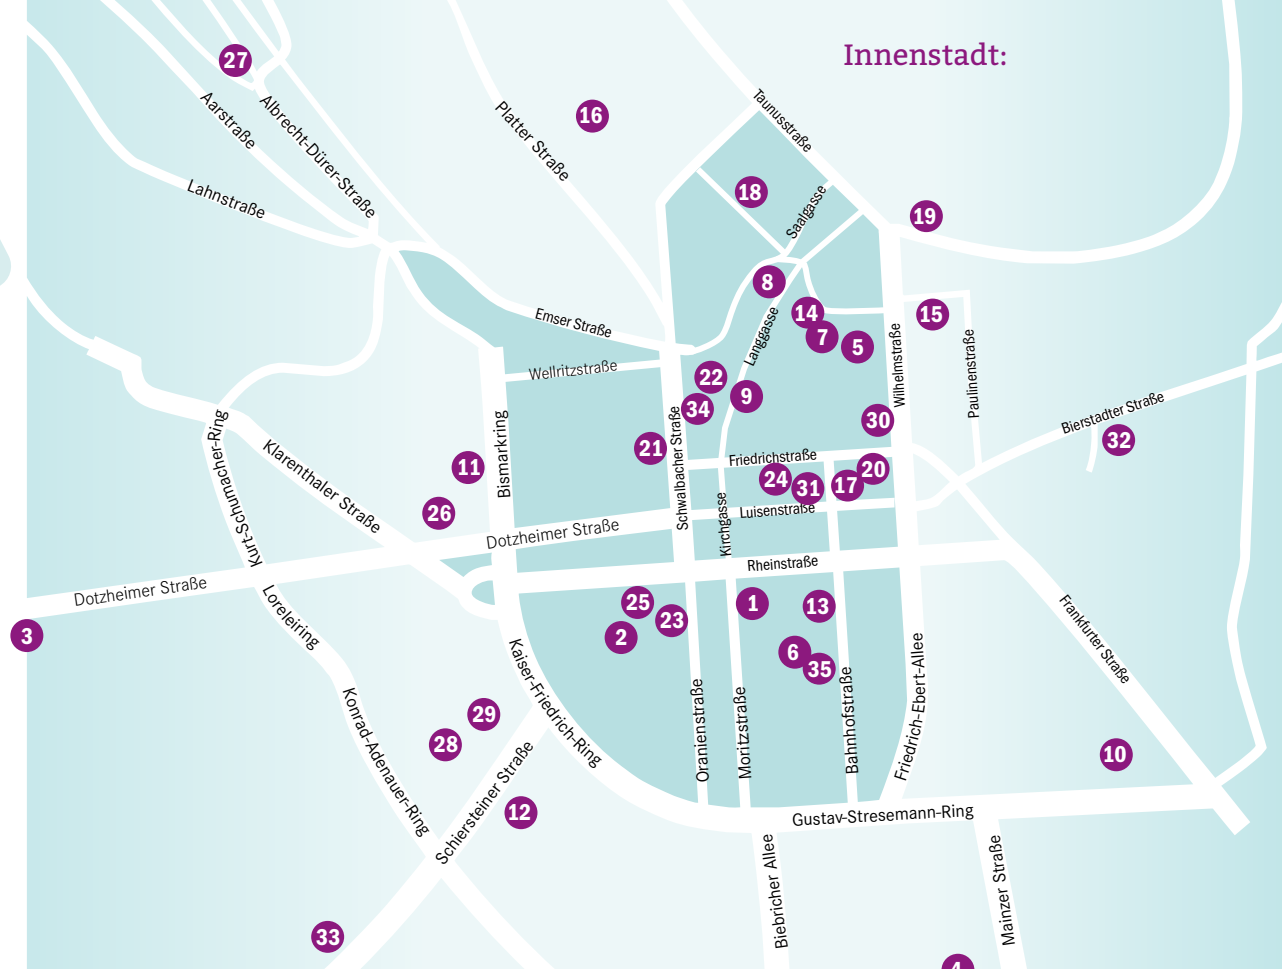 Innenstadt:
27
Aarstraße
Albrecht-Dürer-Straße
Lahnstraße
Platter Straße
16
Taunusstraße
18
Saalgasse
19
8
14
7
5
15
Langgasse
Wilhelmstraße
Paulinenstraße
Emser Straße
Wellritzstraße
22
34
9
30
21
Schwalbacher Straße
Bierstadter Straße
32
Kurt-Schumacher-Ring
Klarenthaler Straße
Bismarkring
11
26
Friedrichstraße
24
31
17
20
Luisenstraße
Kirchgasse
Dotzheimer Straße
Rheinstraße
Dotzheimer Straße
3
Loreleiring
25
23
2
1
13
6
35
Frankfurter Straße
Kaiser-Friedrich-Ring
Oranienstraße
Moritzstraße
Bahnhofstraße
Friedrich-Ebert-Allee
Konrad-Adenauer-Ring
29
28
12
Schiersteiner Straße
10
Gustav-Stresemann-Ring
Biebricher Allee
Mainzer Straße
33
4